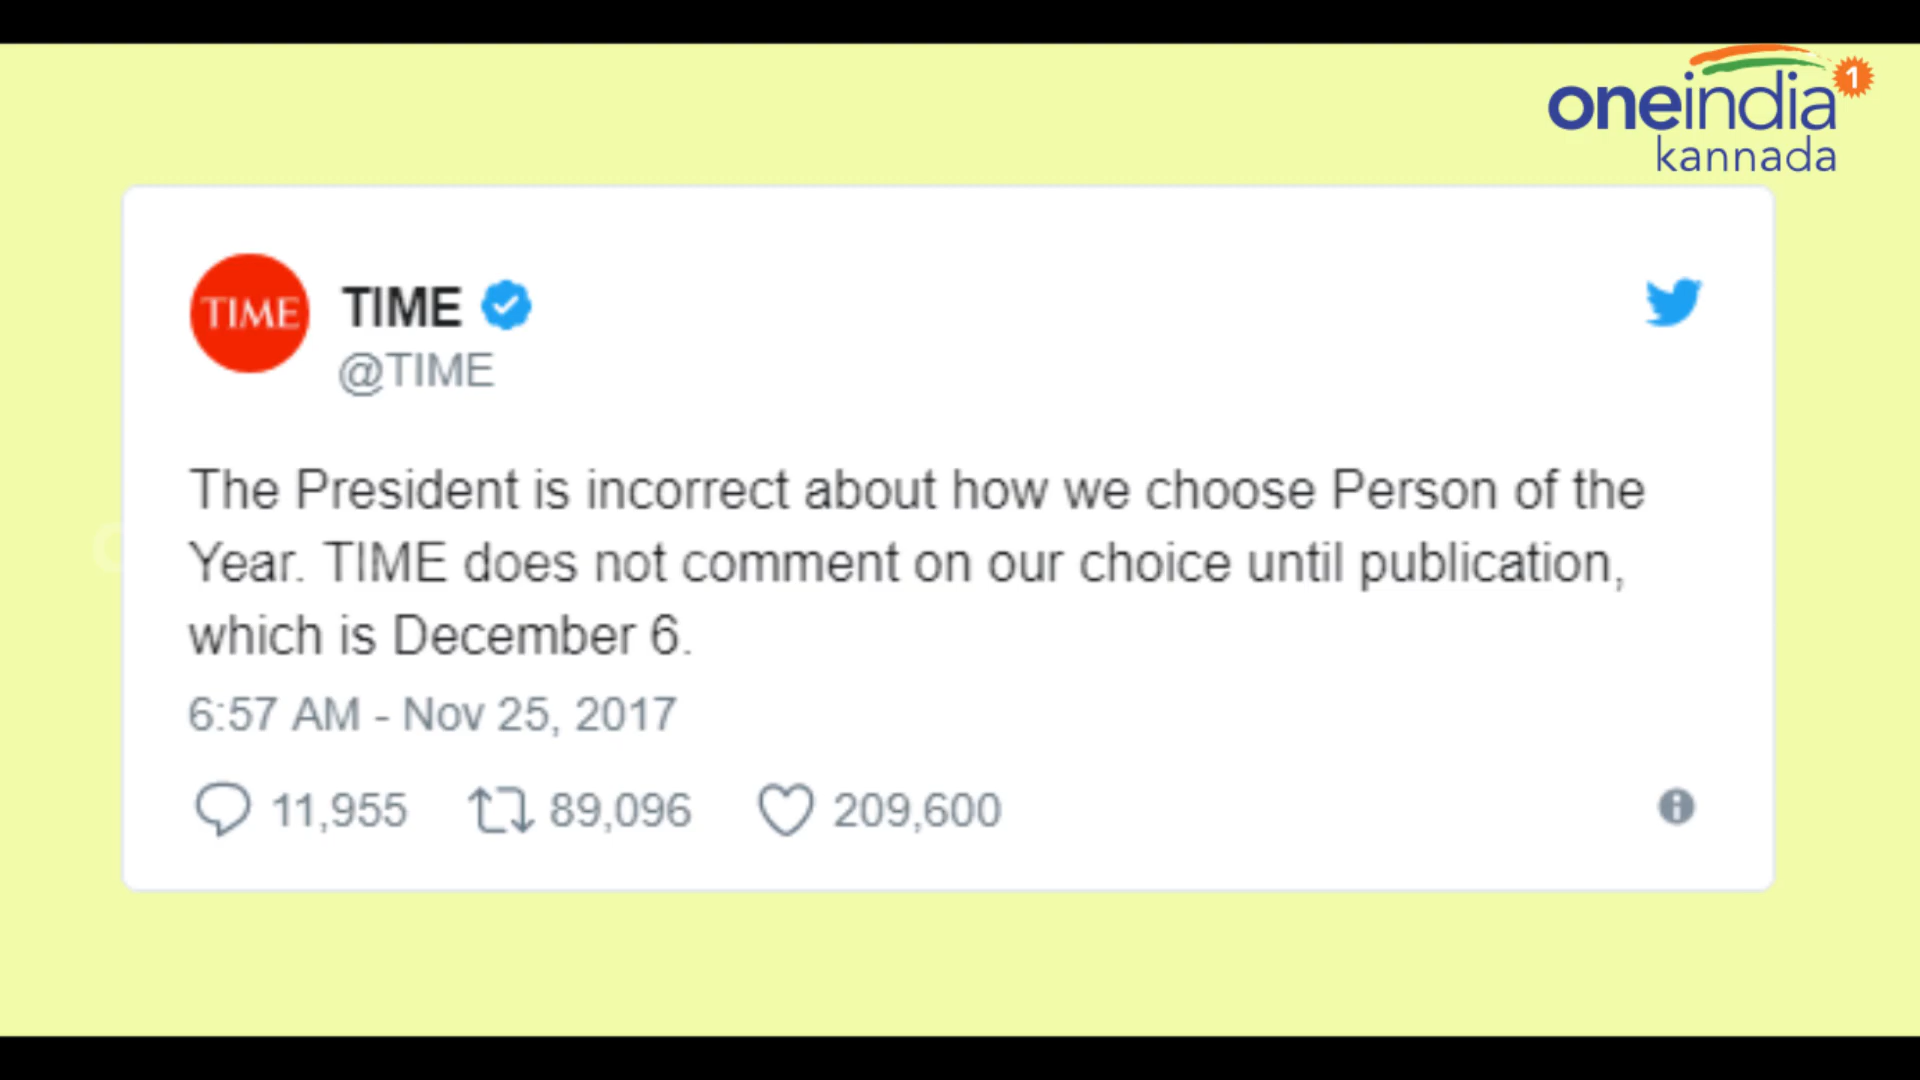 oneindia 1
kannada
TIME
TIME
@TIME
The President is incorrect about how we choose Person of the
Year. TIME does not comment on our choice until publication,
which is December 6.
6:57 AM - Nov 25, 2017
11,955 89,096 209,600